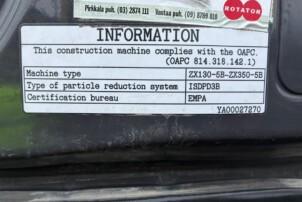 Pirkkala puh. (03) 2874 111
Vantaa puh. (09) 8789 810
ROTATOR
INFORMATION
This construction machine complies with the OAPC.
(OAPC 814.318.142.1)
Machine type ZX130-5B-ZX350-5B
Type of particle reduction system ISDPD3B
Certification bureau EMPA
YA00027270